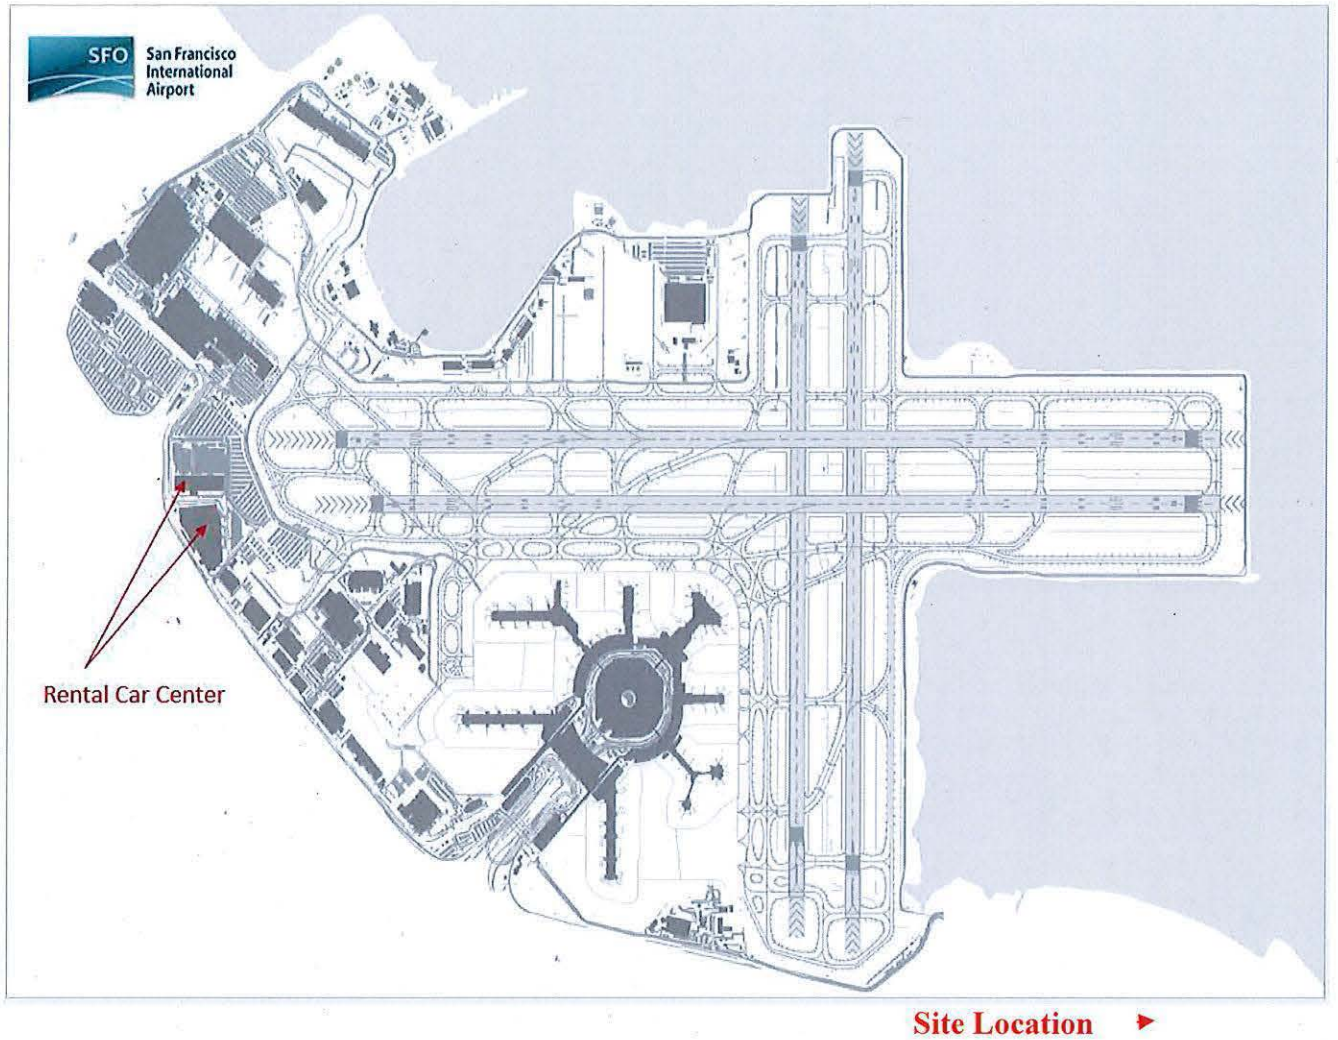 SFO
San Francisco
International
Airport
Rental Car Center
Site Location